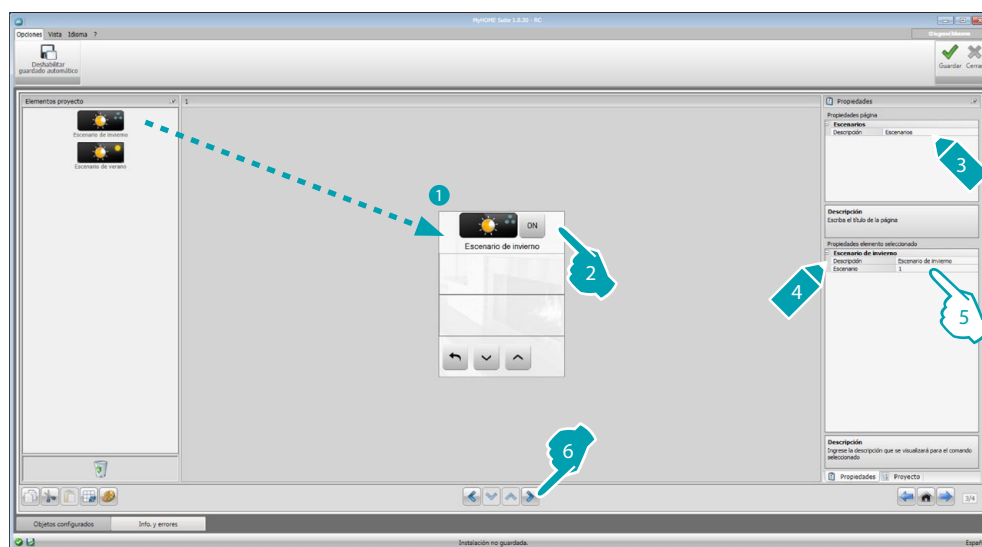 MyHOME Suite 1.0.20 - RC
Opciones Vista Idioma ?
Deshabilitar
guardado automático
Guardar Cerrar
Elementos proyecto
1
Propiedades
Escenario de invierno
Escenario de verano
Propiedades página
Escenarios
Descripción Escenarios
3
Descripción
Escriba el título de la página
1
ON
Escenario de invierno
2
Propiedades elemento seleccionado
Escenario de invierno
Descripción Escenario de invierno
Escenario 1
4
5
6
Descripción
Ingrese la descripción que se visualizará para el comando
seleccionado
Propiedades Proyecto
3/4
Objetos configurados Info. y errores
Instalación no guardada.
Españ